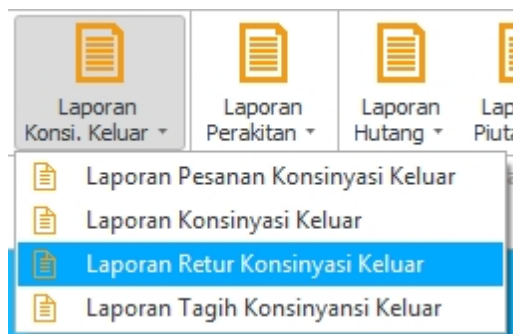 Laporan
Konsi. Keluar
Laporan
Perakitan
Laporan
Hutang
Laporan Pesanan Konsinyasi Keluar
Laporan Konsinyasi Keluar
Laporan Retur Konsinyasi Keluar
Laporan Tagih Konsinyansi Keluar